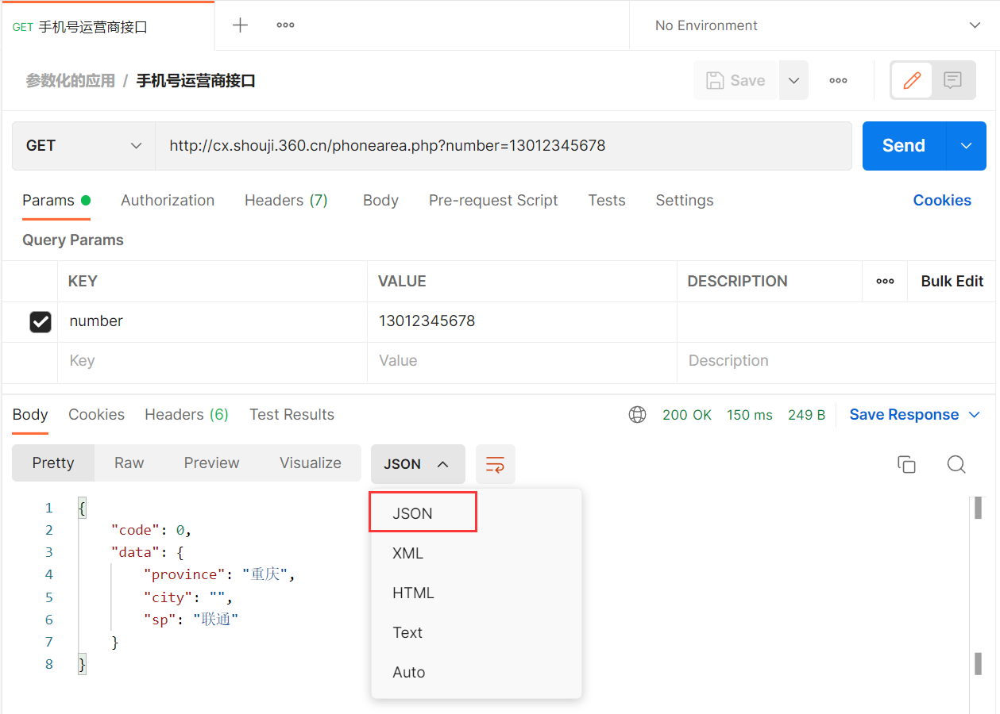 GET 手机号运营商接口
No Environment
参数化的应用 / 手机号运营商接口
Save
GET http://cx.shouji.360.cn/phonearea.php?number=13012345678 Send
Params Authorization Headers (7) Body Pre-request Script Tests Settings Cookies
Query Params
KEY VALUE DESCRIPTION Bulk Edit
number 13012345678
Key Value Description
Body Cookies Headers (6) Test Results 200 OK 150 ms 249 B Save Response
Pretty Raw Preview Visualize JSON
JSON
XML
HTML
Text
Auto
1 {
2 "code": 0,
3 "data": {
4 "province": "重庆",
5 "city": "",
6 "sp": "联通"
7 }
8 }